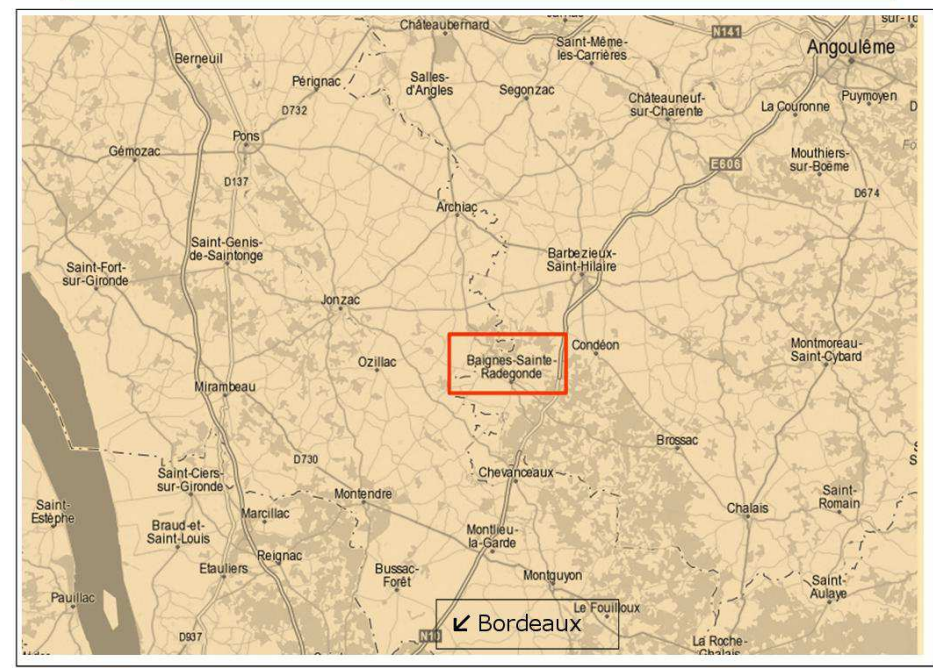 Châteaubernard
N141
Saint-Même-
les-Carrières
Angoulême
Berneuil
Pérignac
Salles-
d'Angles
Segonzac
Châteauneuf-
sur-Charente
La Couronne
Puymoyen
D732
Pons
Gémozac
D137
E606
Mouthiers-
sur-Boëme
D674
Archiac
Saint-Genis-
de-Saintonge
Barbezieux-
Saint-Hilaire
Saint-Fort-
sur-Gironde
Jonzac
Condéon
Montmoreau-
Saint-Cybard
Ozillac
Baignes-Sainte-
Radegonde
Mirambeau
Brossac
D730
Saint-Ciers-
sur-Gironde
Chevanceaux
Montendre
Saint-
Romain
Saint-
Estèphe
Marcillac
Chalais
Braud-et-
Saint-Louis
Montlieu-
la-Garde
Reignac
Etauliers
Bussac-
Forêt
Montguyon
Saint-
Aulaye
Pauillac
Le Fouilloux
↙ Bordeaux
D937
N10
La Roche-
Chalais